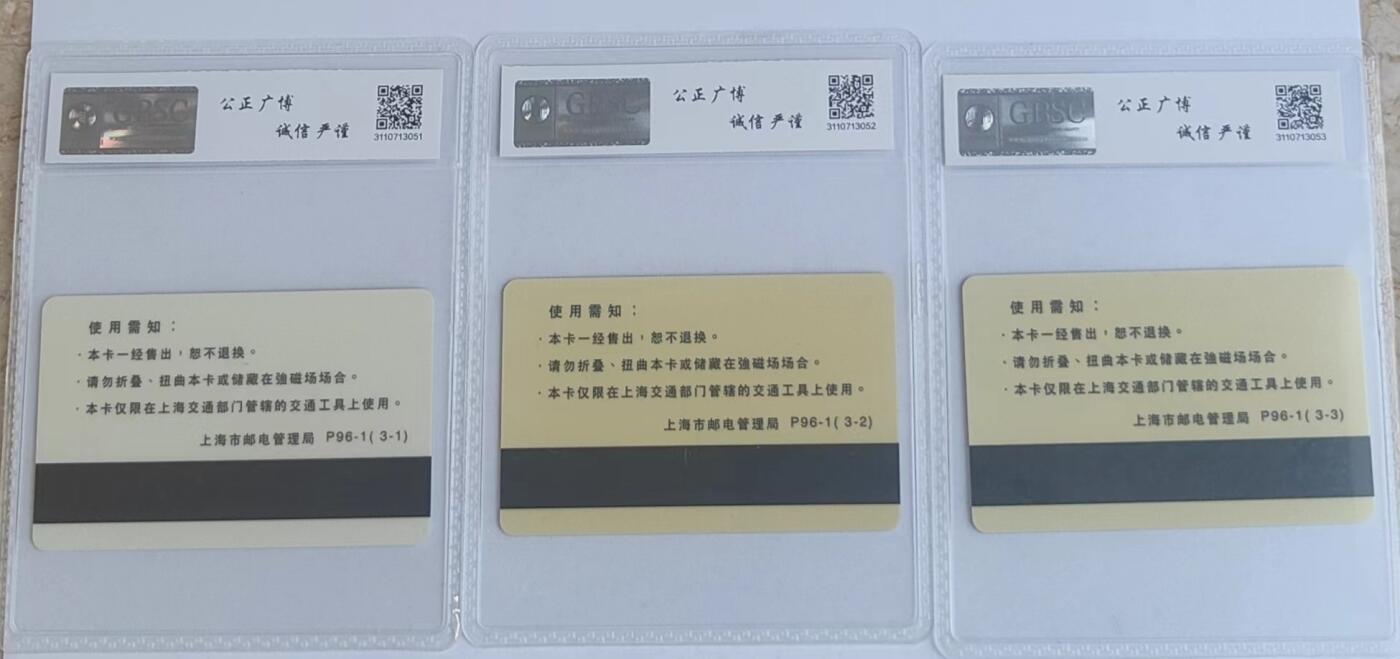 GBSC
公正广博
诚信 严谨
3110713051
使用需知：
·本卡一经售出，恕不退换。
·请勿折叠、扭曲本卡或储藏在強磁场场合。
·本卡仅限在上海交通部门管辖的交通工具上使用。
上海市邮电管理局 P96-1( 3-1)
GBSC
公正广博
诚信 严谨
3110713052
使用需知：
·本卡一经售出，恕不退换。
·请勿折叠、扭曲本卡或储藏在強磁场场合。
·本卡仅限在上海交通部门管辖的交通工具上使用。
上海市邮电管理局 P96-1( 3-2)
GBSC
公正广博
诚信 严谨
3110713053
使用需知：
·本卡一经售出，恕不退换。
·请勿折叠、扭曲本卡或储藏在強磁场场合。
·本卡仅限在上海交通部门管辖的交通工具上使用。
上海市邮电管理局 P96-1( 3-3)